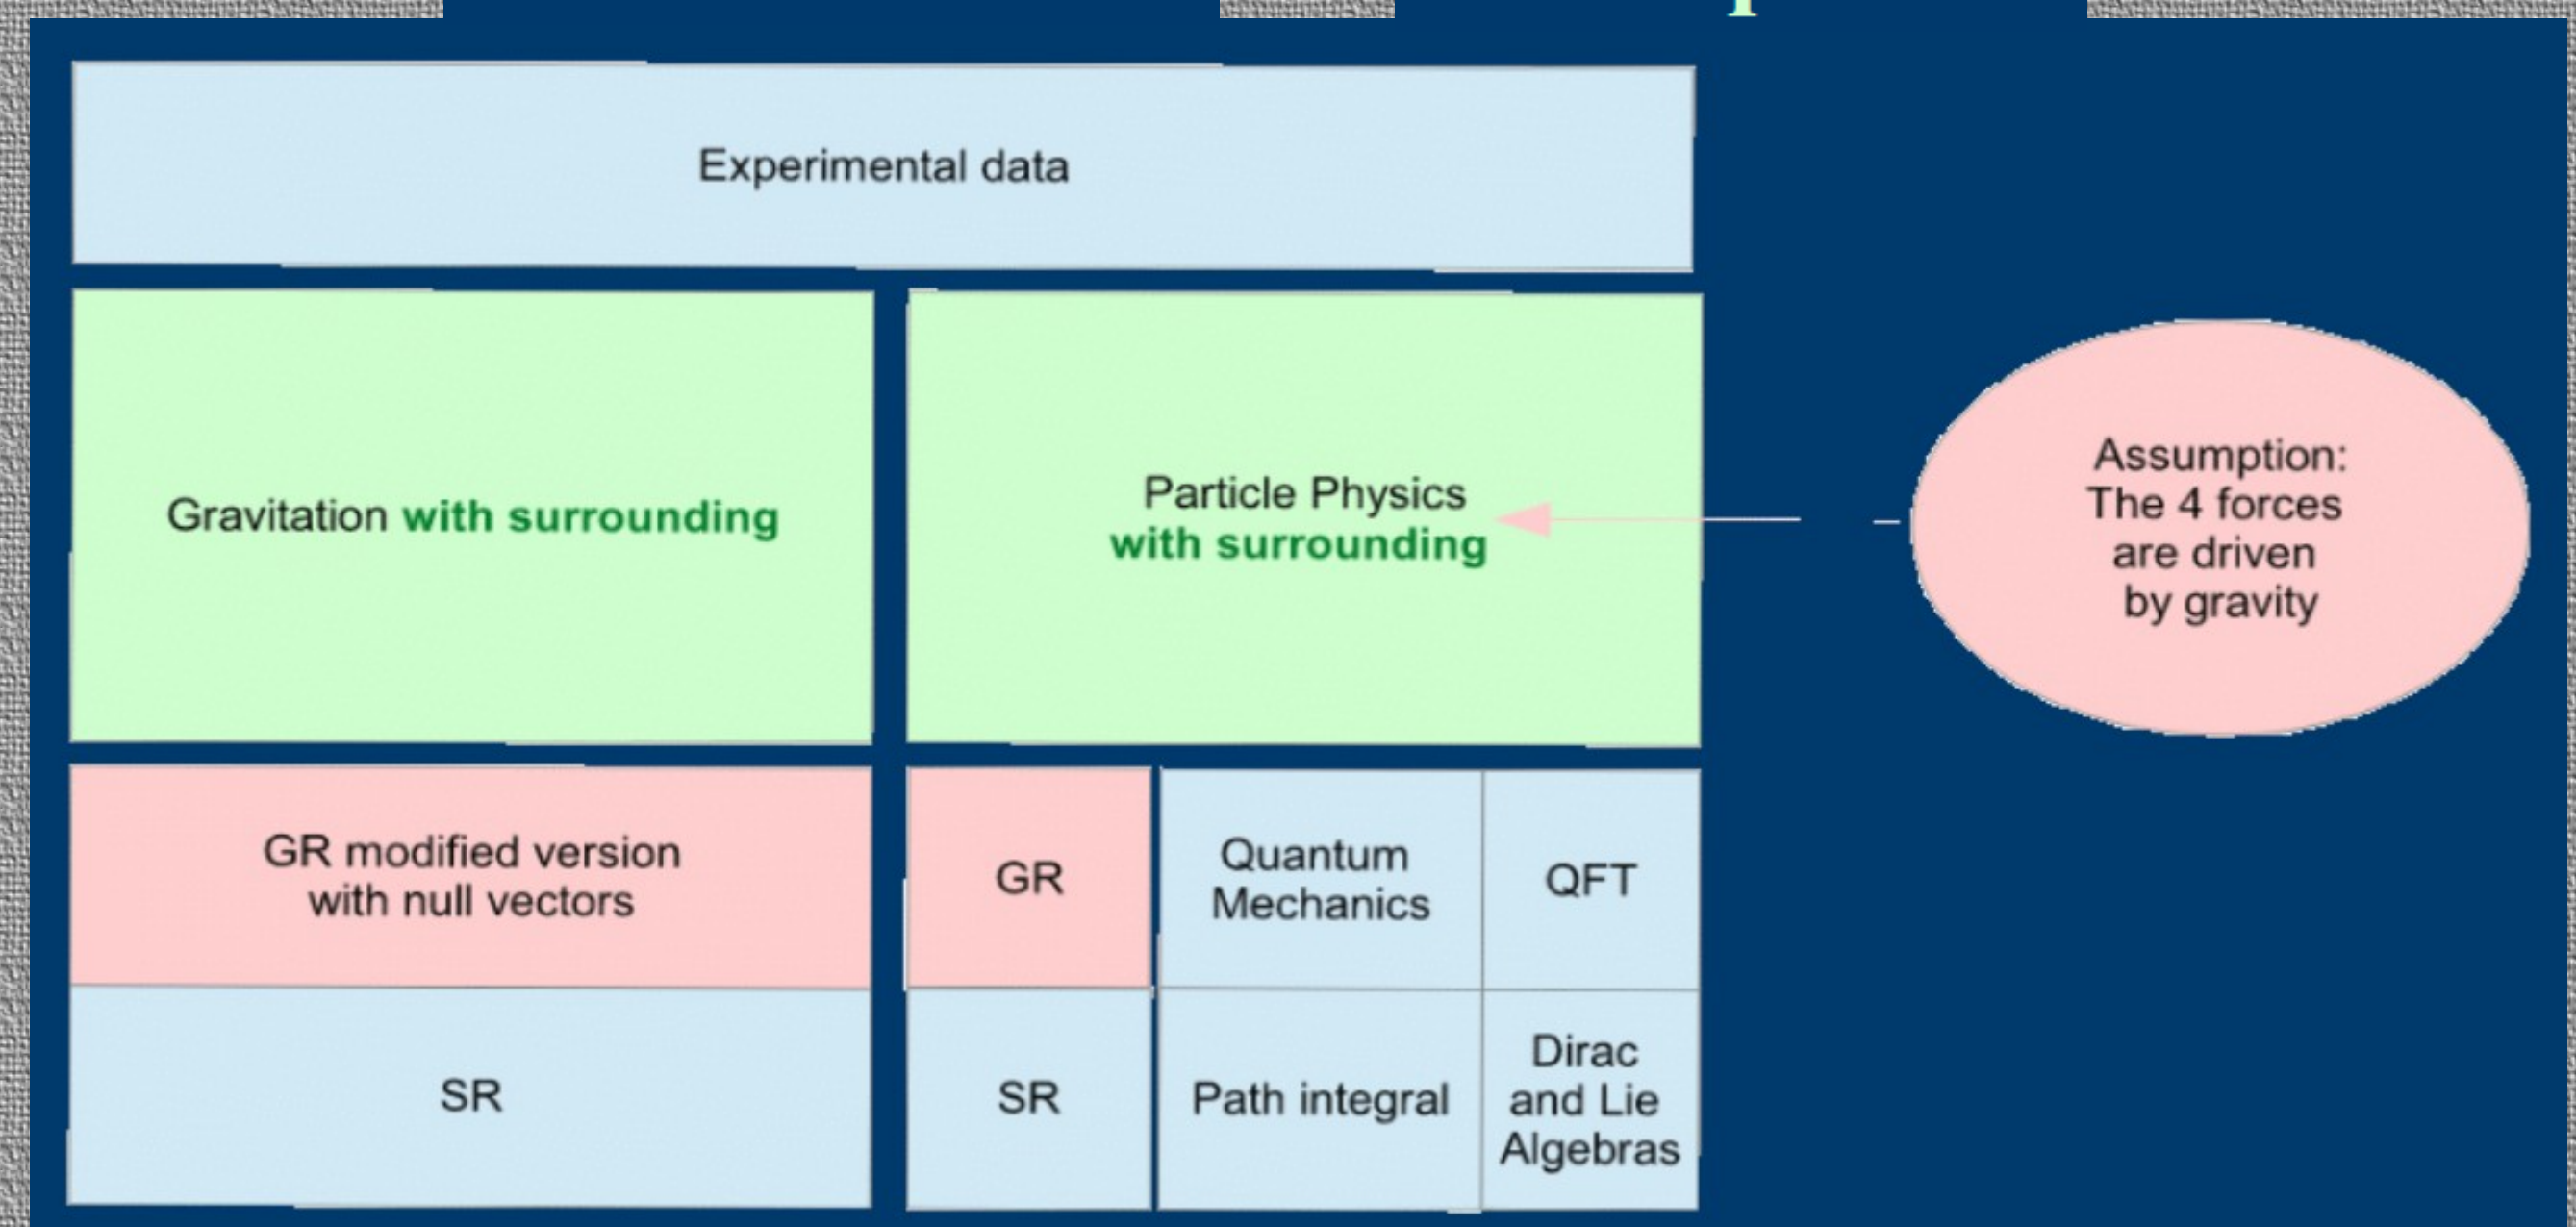 Experimental data
Gravitation with surrounding
Particle Physics
with surrounding
Assumption:
The 4 forces
are driven
by gravity
GR modified version
with null vectors
GR
Quantum
Mechanics
QFT
SR
SR
Path integral
Dirac
and Lie
Algebras